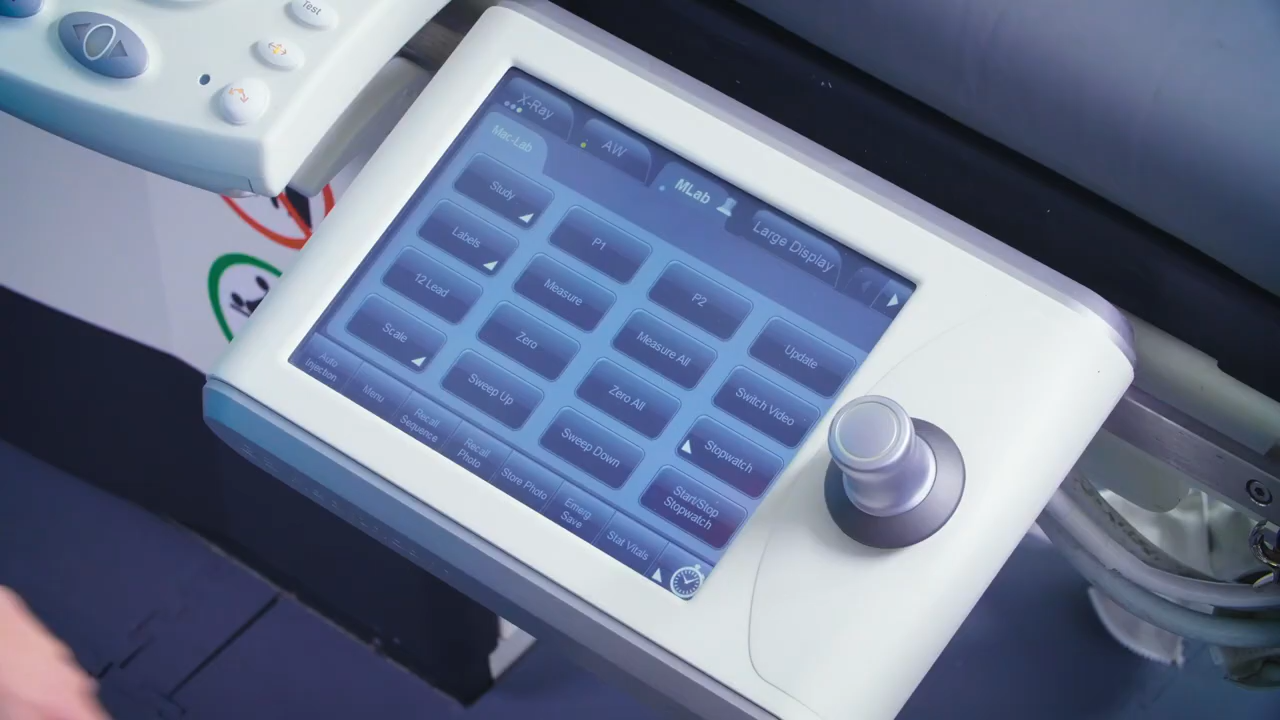 Test
X-Ray
AW
MLab
Large Display
Mac-Lab
Study
P1
P2
Update
Labels
Measure
Measure All
Switch Video
12 Lead
Zero
Zero All
Stopwatch
Scale
Sweep Up
Sweep Down
Start/Stop
Stopwatch
Auto
Injection
Menu
Recall
Sequence
Recall
Photo
Store Photo
Emerg
Save
Stat Vitals